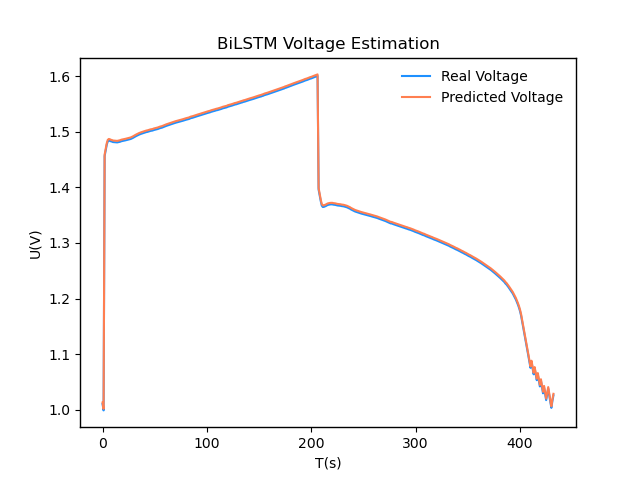 BiLSTM Voltage Estimation
Real Voltage
Predicted Voltage
1.6
1.5
1.4
1.3
1.2
1.1
1.0
U(V)
0 100 200 300 400
T(s)